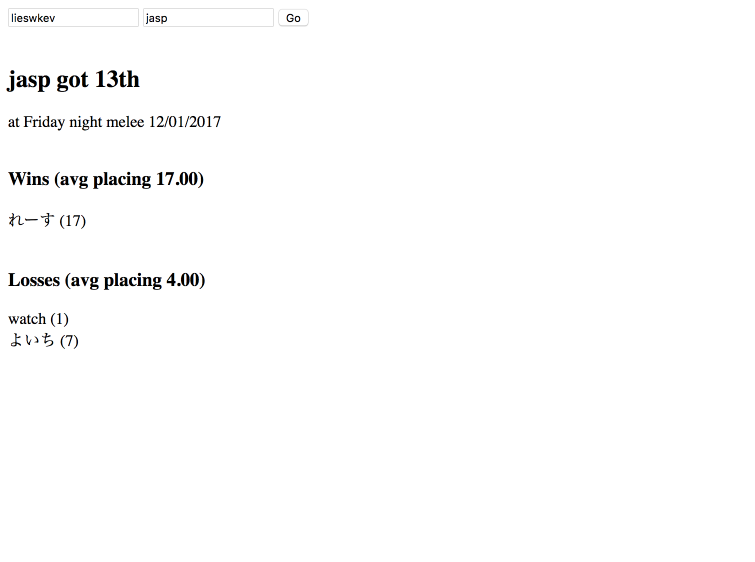 lieswkev jasp Go
jasp got 13th
at Friday night melee 12/01/2017
Wins (avg placing 17.00)
れーす (17)
Losses (avg placing 4.00)
watch (1)
よいち (7)